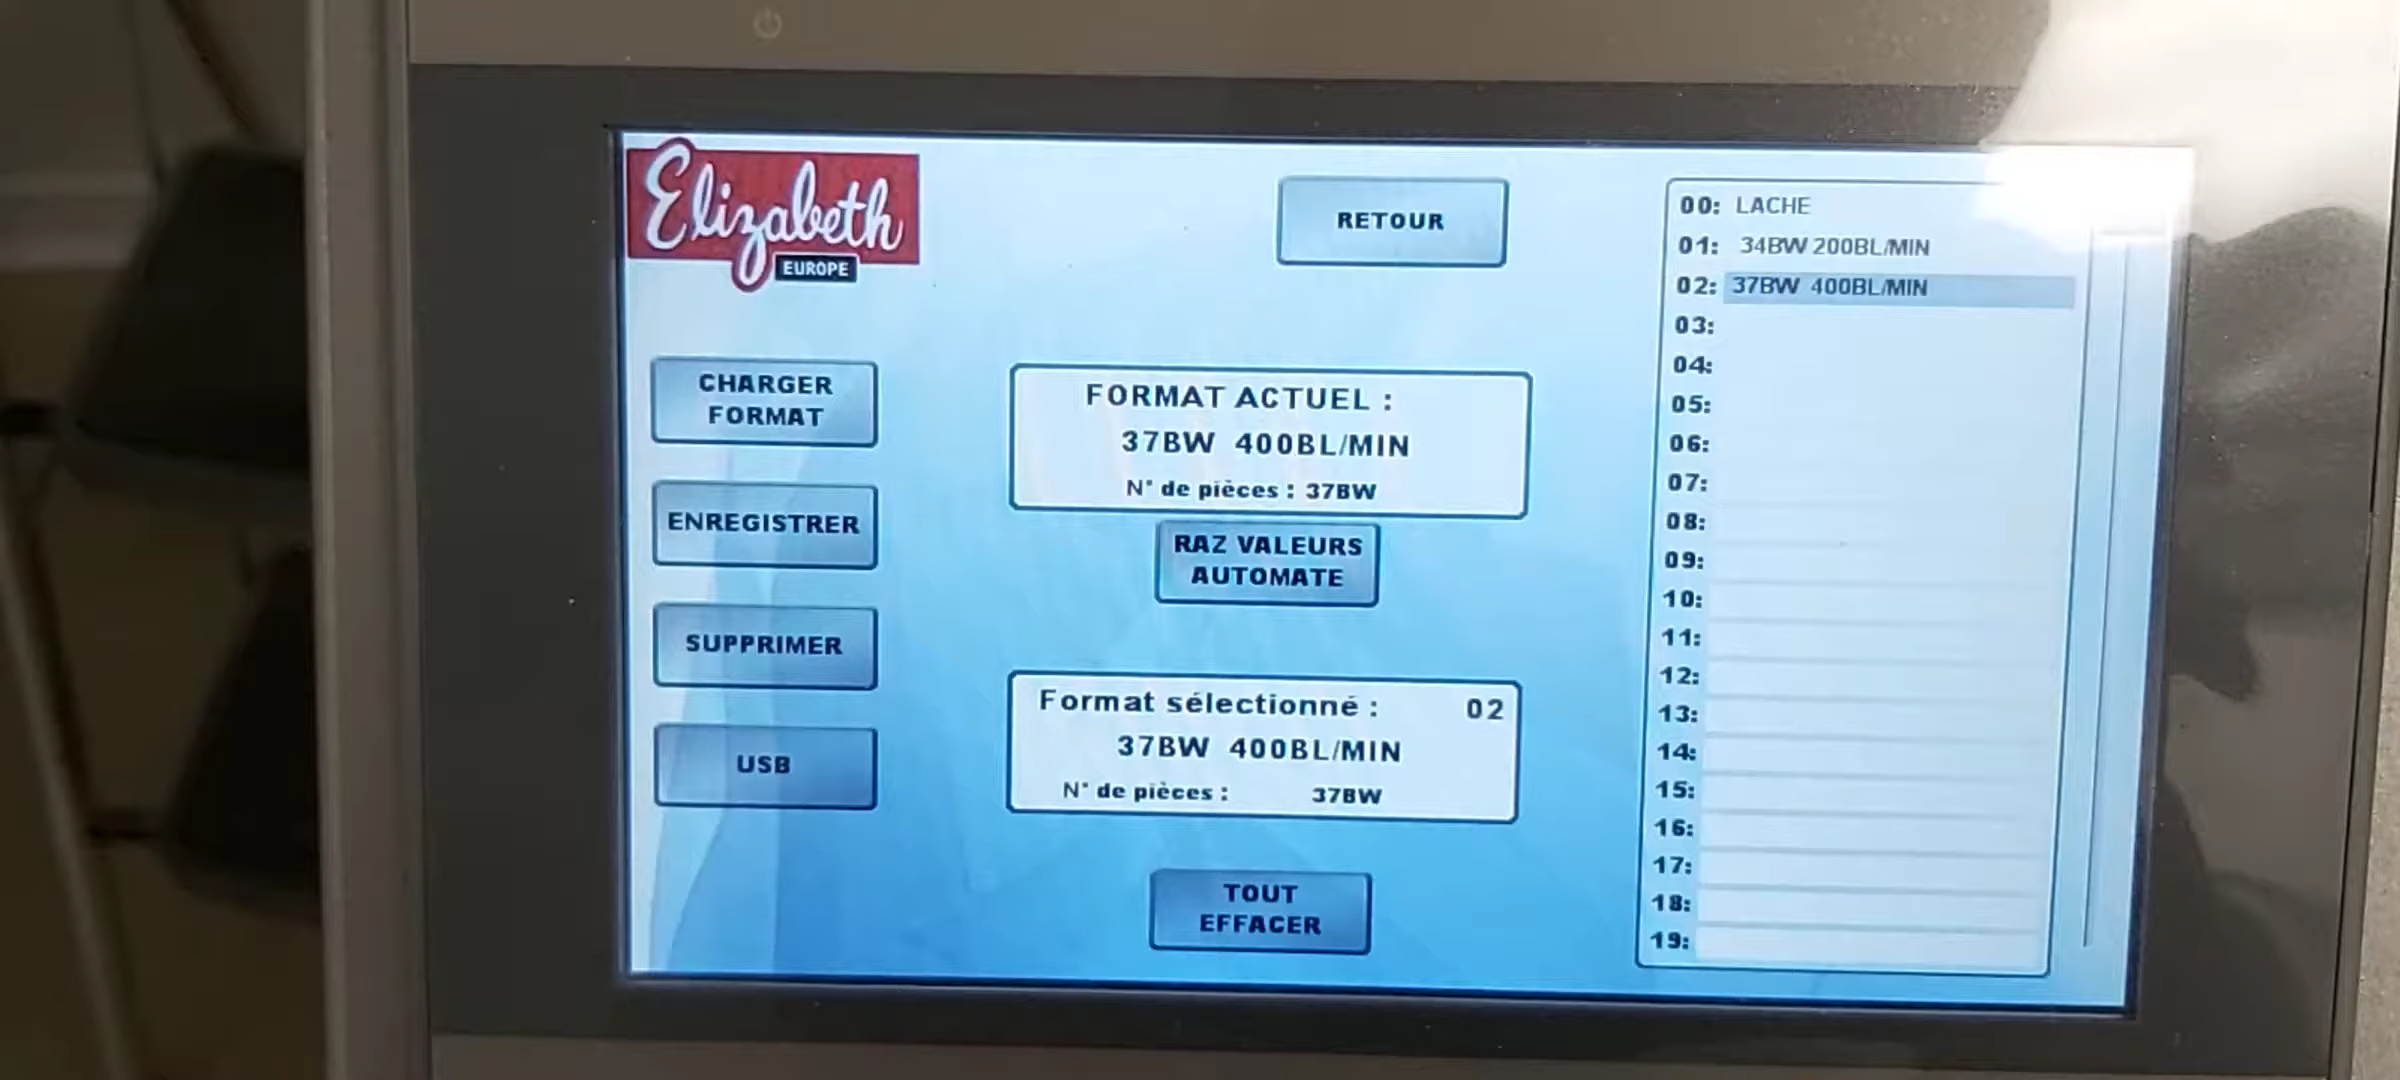 Elizabeth
EUROPE
RETOUR
CHARGER
FORMAT
ENREGISTRER
SUPPRIMER
USB
FORMAT ACTUEL :
37BW 400BL/MIN
N° de pièces : 37BW
RAZ VALEURS
AUTOMATE
Format sélectionné : 02
37BW 400BL/MIN
N° de pièces : 37BW
TOUT
EFFACER
00: LACHE
01: 34BW 200BL/MIN
02: 37BW 400BL/MIN
03:
04:
05:
06:
07:
08:
09:
10:
11:
12:
13:
14:
15:
16:
17:
18:
19: